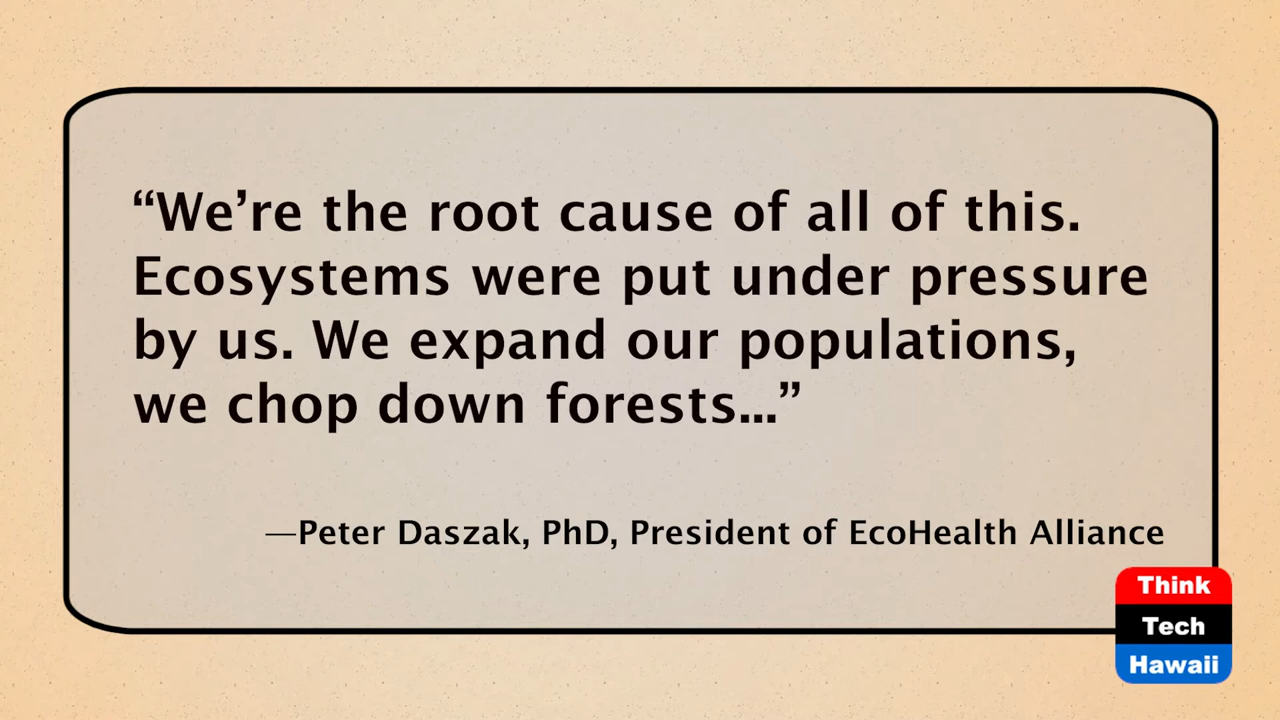 “We’re the root cause of all of this.
Ecosystems were put under pressure
by us. We expand our populations,
we chop down forests...”
—Peter Daszak, PhD, President of EcoHealth Alliance
Think
Tech
Hawaii